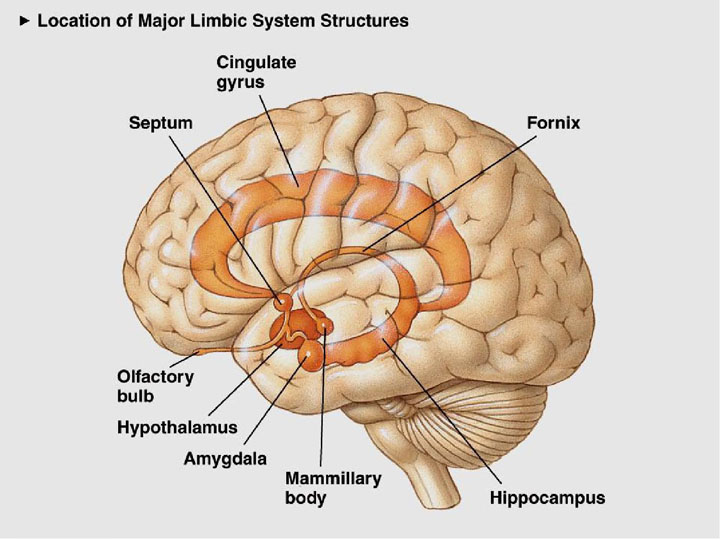 ► Location of Major Limbic System Structures
Cingulate
gyrus
Septum
Fornix
Olfactory
bulb
Hypothalamus
Amygdala
Mammillary
body
Hippocampus